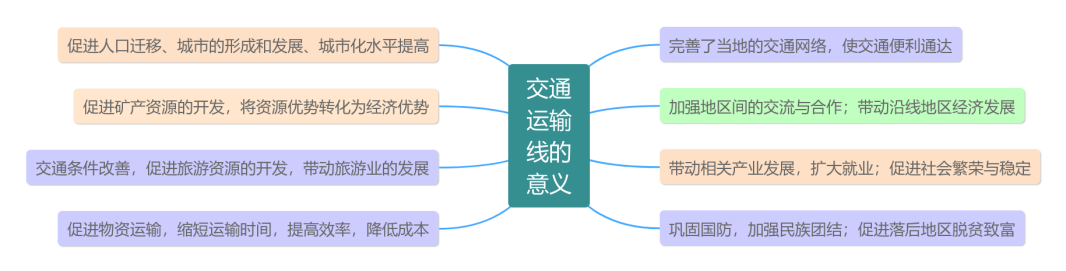 促进人口迁移、城市的形成和发展、城市化水平提高
促进矿产资源的开发，将资源优势转化为经济优势
交通条件改善，促进旅游资源的开发，带动旅游业的发展
促进物资运输，缩短运输时间，提高效率，降低成本
交通
运输
线的
意义
完善了当地的交通网络，使交通便利通达
加强地区间的交流与合作；带动沿线地区经济发展
带动相关产业发展，扩大就业；促进社会繁荣与稳定
巩固国防，加强民族团结；促进落后地区脱贫致富